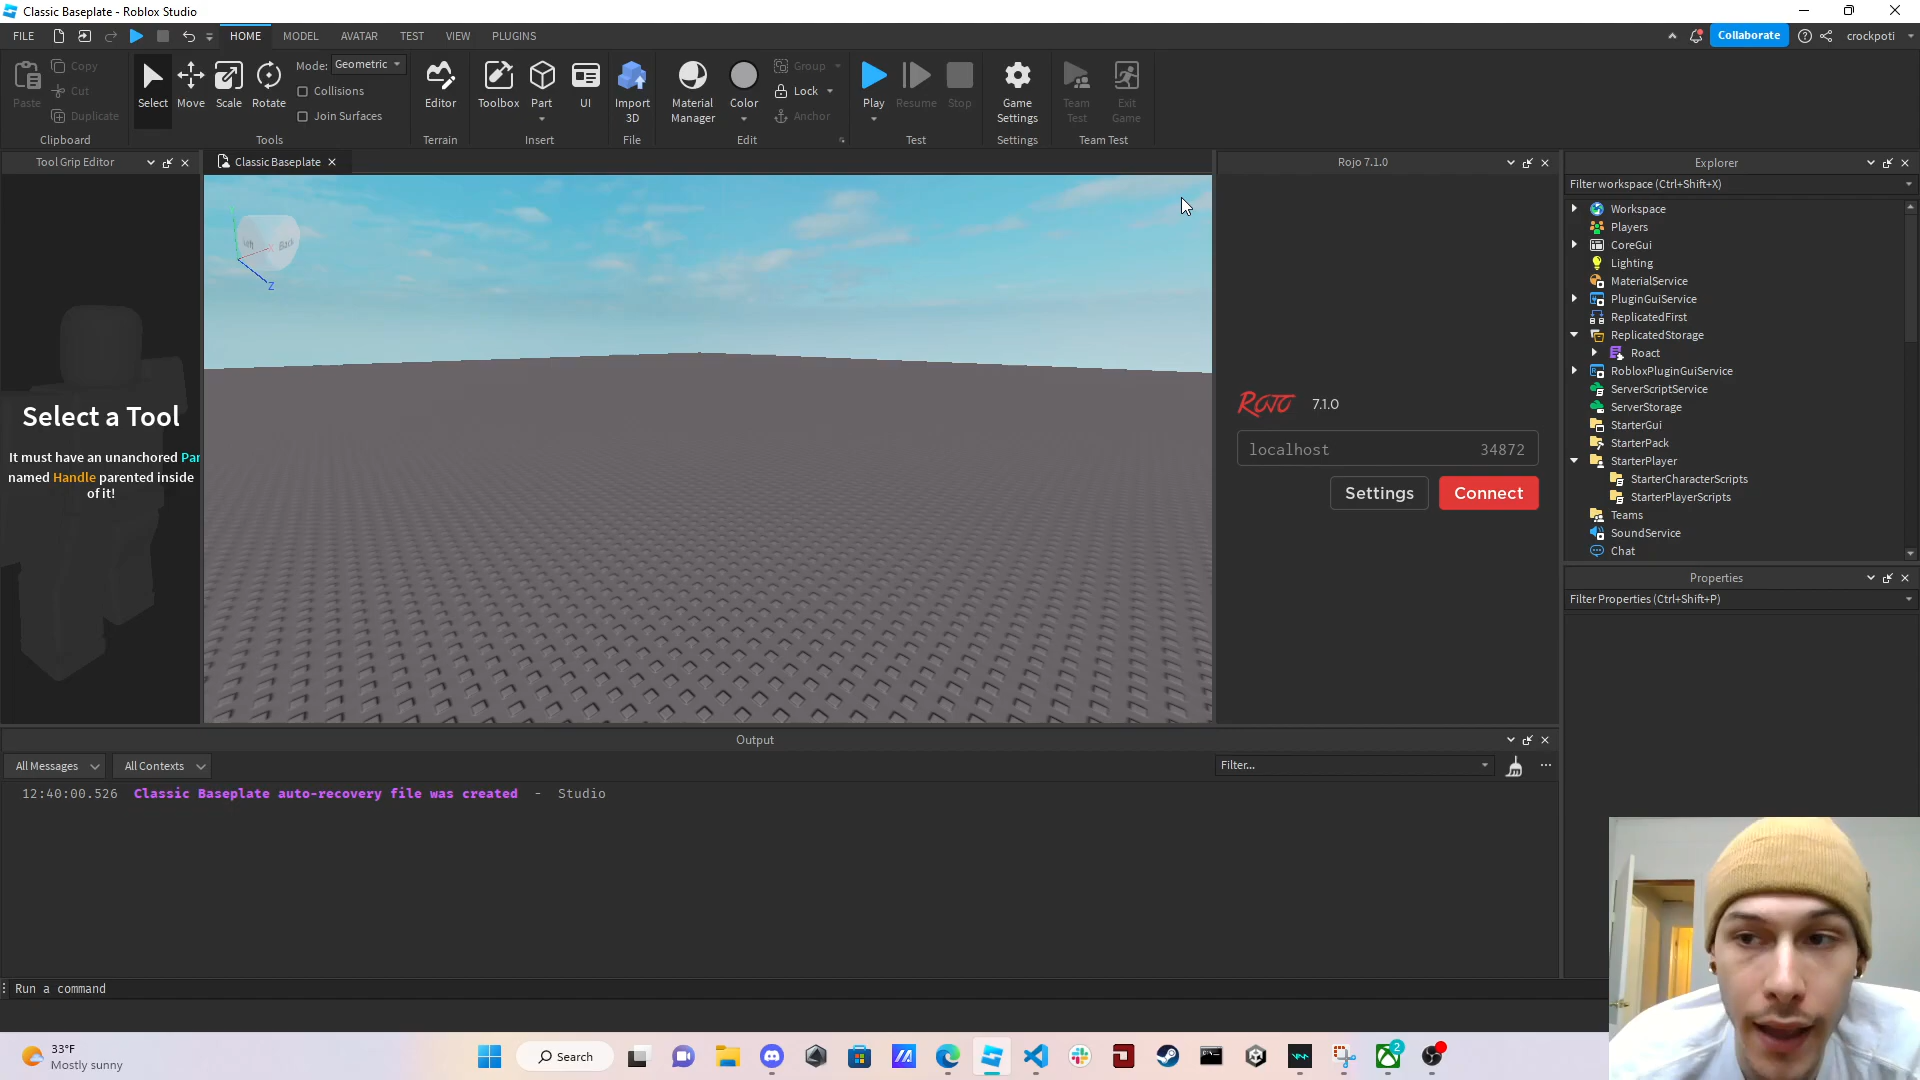 Classic Baseplate - Roblox Studio
FILE HOME MODEL AVATAR TEST VIEW PLUGINS Collaborate crockpoti
Paste Copy Cut Duplicate Clipboard
Select Move Scale Rotate Mode: Geometric Collisions Join Surfaces Tools
Editor Terrain
Toolbox Part UI Insert
Import 3D File
Material Manager Color Group Lock Anchor Edit
Play Resume Stop Test
Game Settings Settings
Team Test Exit Game Team Test
Tool Grip Editor
Select a Tool
It must have an unanchored Par
named Handle parented inside
of it!
Classic Baseplate
Back
Z
Rojo 7.1.0
Rojo 7.1.0
localhost 34872
Settings Connect
Explorer
Filter workspace (Ctrl+Shift+X)
Workspace
Players
CoreGui
Lighting
MaterialService
PluginGuiService
ReplicatedFirst
ReplicatedStorage
Roact
RobloxPluginGuiService
ServerScriptService
ServerStorage
StarterGui
StarterPack
StarterPlayer
StarterCharacterScripts
StarterPlayerScripts
Teams
SoundService
Chat
Properties
Filter Properties (Ctrl+Shift+P)
Output
All Messages All Contexts Filter...
12:40:00.526 Classic Baseplate auto-recovery file was created - Studio
Run a command
33°F
Mostly sunny
Search
2